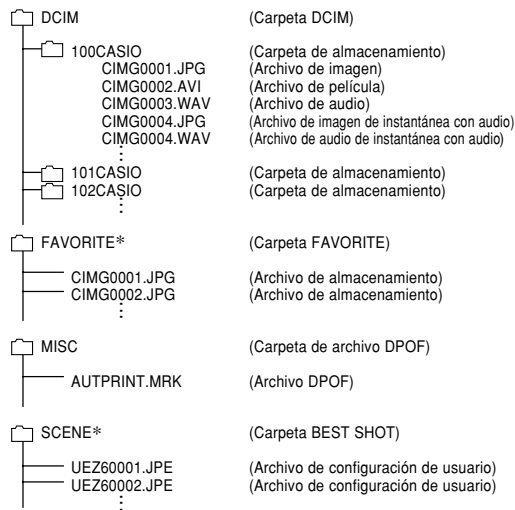 DCIM (Carpeta DCIM)
100CASIO (Carpeta de almacenamiento)
CIMG0001.JPG (Archivo de imagen)
CIMG0002.AVI (Archivo de película)
CIMG0003.WAV (Archivo de audio)
CIMG0004.JPG (Archivo de imagen de instantánea con audio)
CIMG0004.WAV (Archivo de audio de instantánea con audio)
101CASIO (Carpeta de almacenamiento)
102CASIO (Carpeta de almacenamiento)
FAVORITE* (Carpeta FAVORITE)
CIMG0001.JPG (Archivo de almacenamiento)
CIMG0002.JPG (Archivo de almacenamiento)
MISC (Carpeta de archivo DPOF)
AUTPRINT.MRK (Archivo DPOF)
SCENE* (Carpeta BEST SHOT)
UEZ60001.JPE (Archivo de configuración de usuario)
UEZ60002.JPE (Archivo de configuración de usuario)